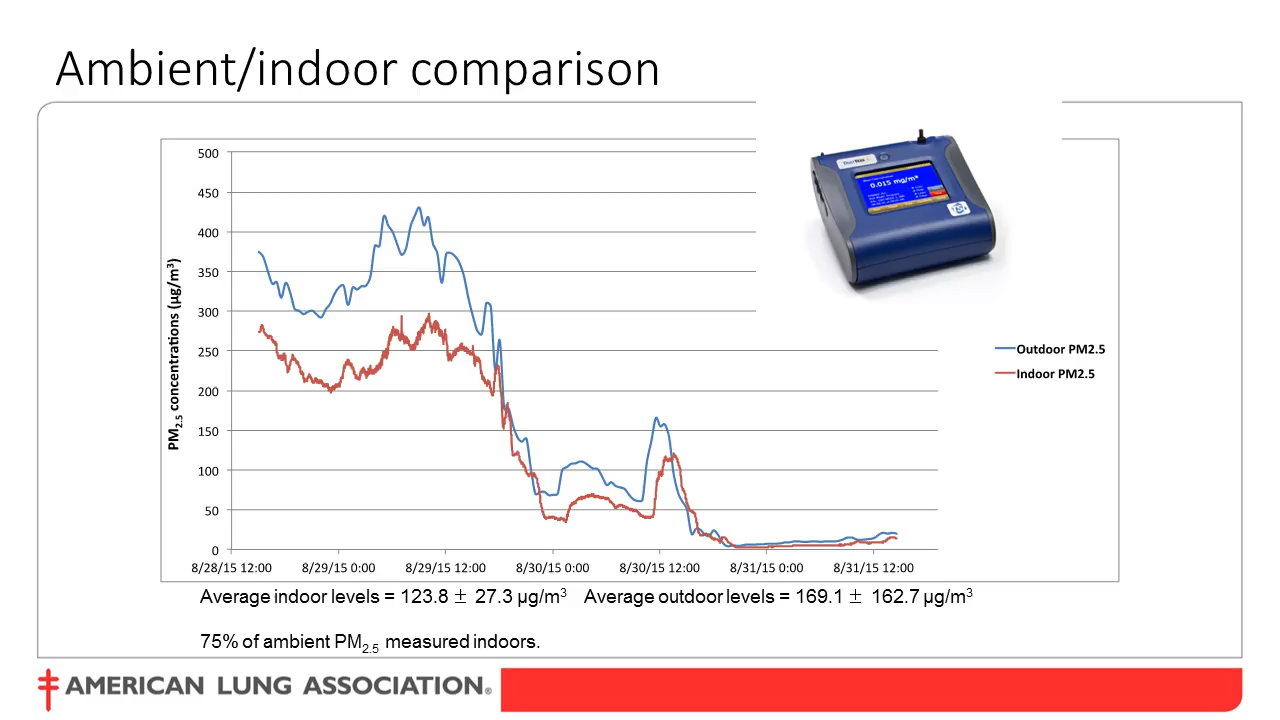 Ambient/indoor comparison
500
450
400
350
300
250
200
150
100
50
0
PM2.5 concentrations (µg/m³)
8/28/15 12:00 8/29/15 0:00 8/29/15 12:00 8/30/15 0:00 8/30/15 12:00 8/31/15 0:00 8/31/15 12:00
0.015 mg/m³
Outdoor PM2.5
Indoor PM2.5
Average indoor levels = 123.8 ± 27.3 µg/m³ Average outdoor levels = 169.1 ± 162.7 µg/m³
75% of ambient PM2.5 measured indoors.
AMERICAN LUNG ASSOCIATION®